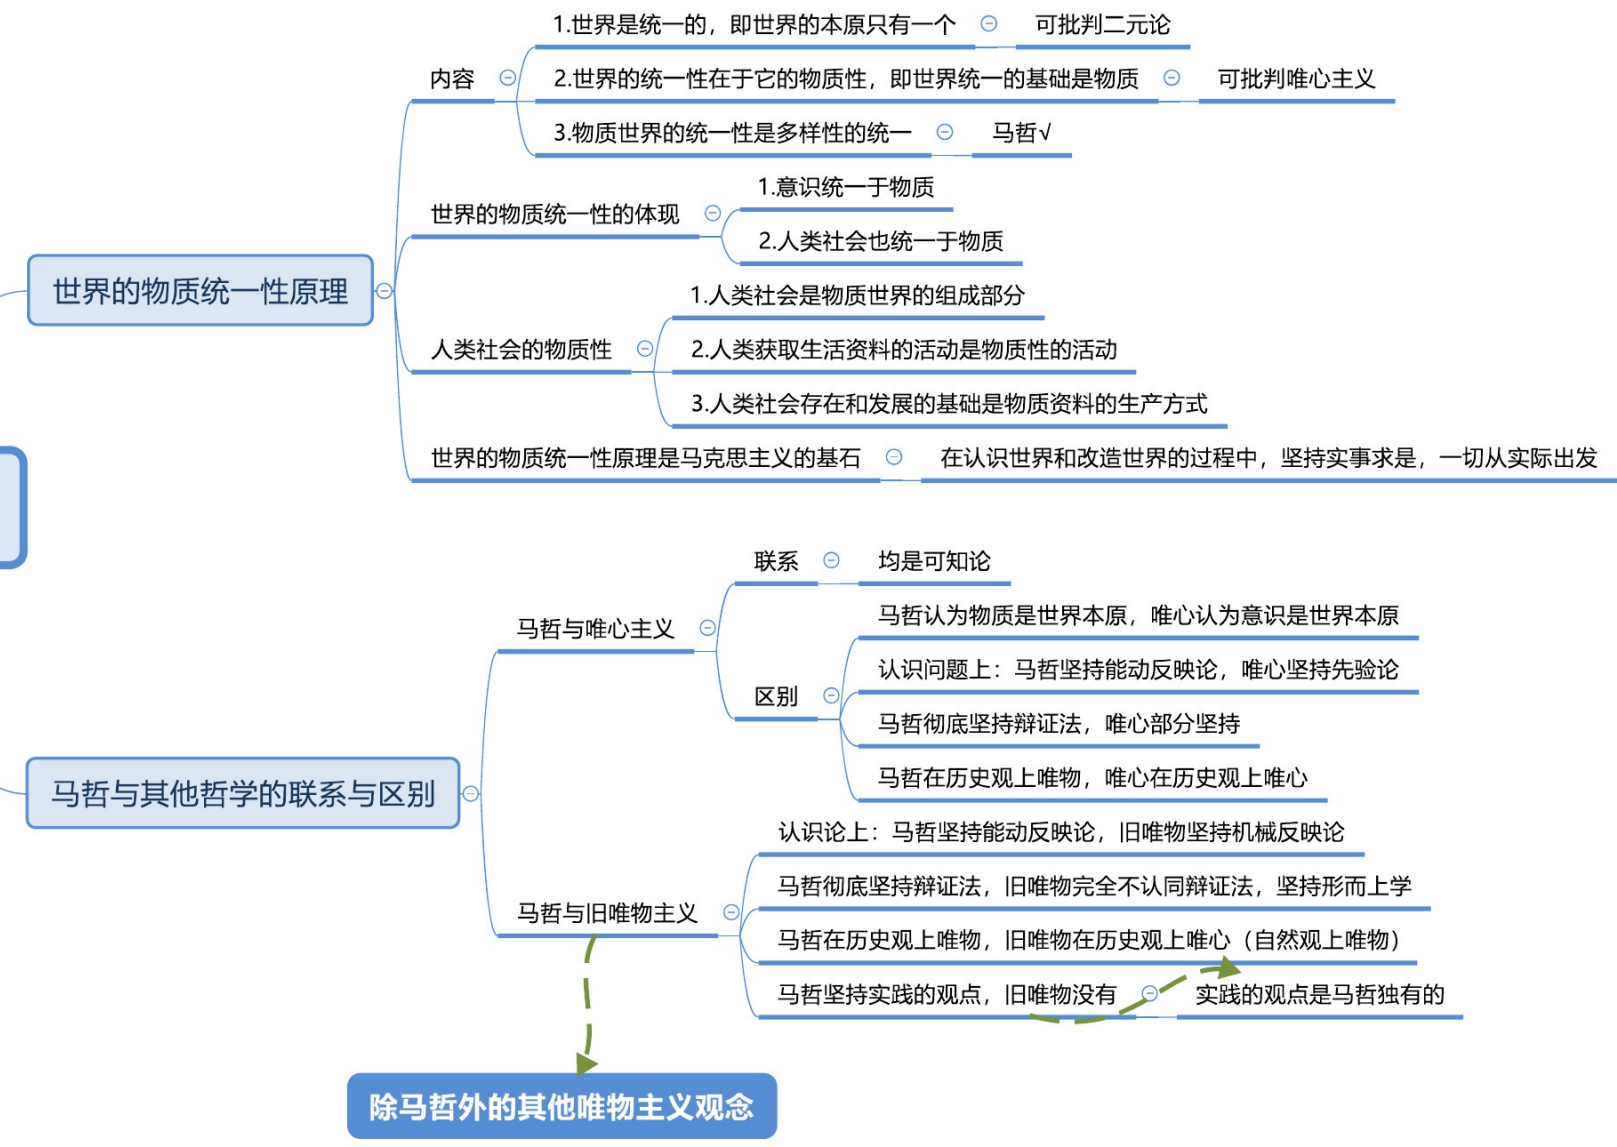 世界的物质统一性原理
内容
1.世界是统一的，即世界的本原只有一个
可批判二元论
2.世界的统一性在于它的物质性，即世界统一的基础是物质
可批判唯心主义
3.物质世界的统一性是多样性的统一
马哲√
世界的物质统一性的体现
1.意识统一于物质
2.人类社会也统一于物质
人类社会的物质性
1.人类社会是物质世界的组成部分
2.人类获取生活资料的活动是物质性的活动
3.人类社会存在和发展的基础是物质资料的生产方式
世界的物质统一性原理是马克思主义的基石
在认识世界和改造世界的过程中，坚持实事求是，一切从实际出发
马哲与其他哲学的联系与区别
马哲与唯心主义
联系
均是可知论
区别
马哲认为物质是世界本原，唯心认为意识是世界本原
认识问题上：马哲坚持能动反映论，唯心坚持先验论
马哲彻底坚持辩证法，唯心部分坚持
马哲在历史观上唯物，唯心在历史观上唯心
马哲与旧唯物主义
认识论上：马哲坚持能动反映论，旧唯物坚持机械反映论
马哲彻底坚持辩证法，旧唯物完全不认同辩证法，坚持形而上学
马哲在历史观上唯物，旧唯物在历史观上唯心（自然观上唯物）
马哲坚持实践的观点，旧唯物没有
实践的观点是马哲独有的
除马哲外的其他唯物主义观念